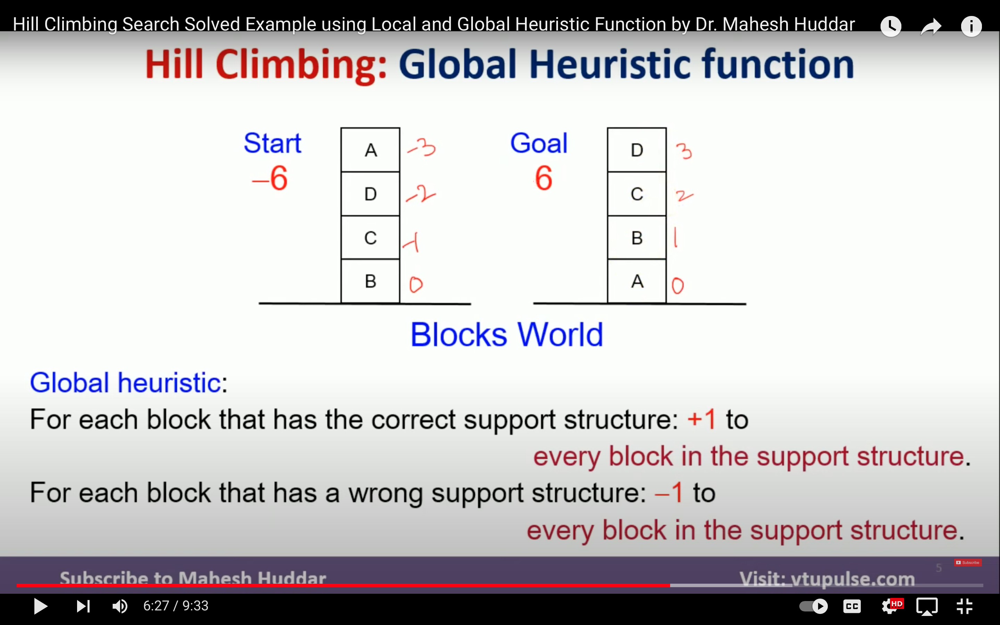 Hill Climbing Search Solved Example using Local and Global Heuristic Function by Dr. Mahesh Huddar
Hill Climbing: Global Heuristic function
Start
–6
A -3
D -2
C -1
B 0
Goal
6
D 3
C 2
B 1
A 0
Blocks World
Global heuristic:
For each block that has the correct support structure: +1 to
every block in the support structure.
For each block that has a wrong support structure: –1 to
every block in the support structure.
5
Subscribe
Subscribe to Mahesh Huddar
Visit: vtupulse.com
6:27 / 9:33
CC
HD